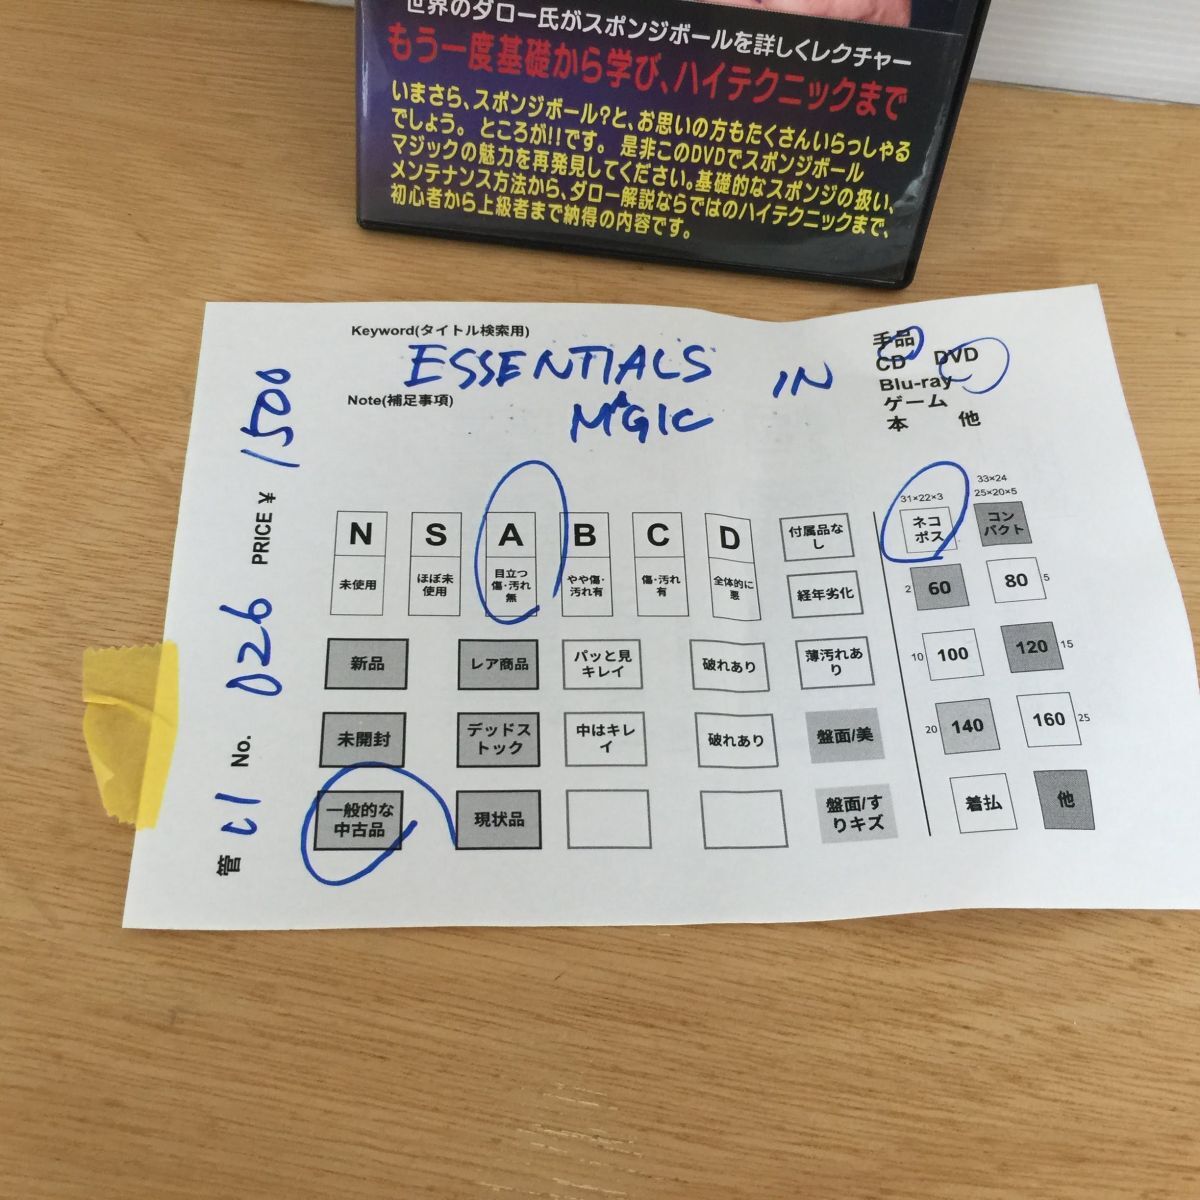 世界のダロー氏がスポンジボールを詳しくレクチャー
もう一度基礎から学び、ハイテクニックまで
いまさら、スポンジボール?と、お思いの方もたくさんいらっしゃる
でしょう。ところが!!です。是非このDVDでスポンジボール
マジックの魅力を再発見してください。基礎的なスポンジの扱い、
メンテナンス方法から、ダロー解説ならではのハイテクニックまで、
初心者から上級者まで納得の内容です。
Keyword(タイトル検索用)
ESSENTIALS IN
MAGIC
Note(補足事項)
手品
CD DVD
Blu-ray
ゲーム
本 他
管 C1 No. 026 PRICE ¥ 1500
N S A B C D
未使用
ほぼ未
使用
目立つ
傷・汚れ
無
やや傷・
汚れ有
傷・汚れ
有
全体的に
悪
付属品な
し
経年劣化
新品
レア商品
パッと見
キレイ
破れあり
薄汚れあ
り
未開封
デッドス
トック
中はキレ
イ
破れあり
盤面/美
一般的な
中古品
現状品
盤面/す
りキズ
31×22×3
ネコ
ポス
33×24
25×20×5
コン
パクト
2 60 80 5
10 100 120 15
20 140 160 25
着払 他